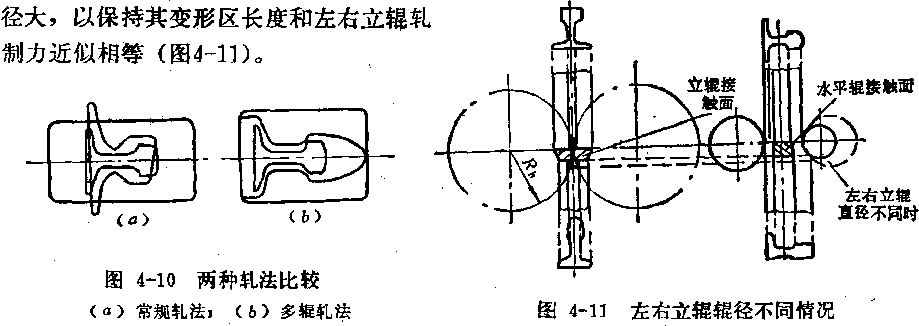 径大，以保持其变形区长度和左右立辊轧
制力近似相等（图4-11）。
(a)
(b)
图 4-10 两种轧法比较
(a) 常规轧法；(b) 多辊轧法
立辊接
触面
水平辊接触面
左右立辊
直径不同时
图 4-11 左右立辊辊径不同情况